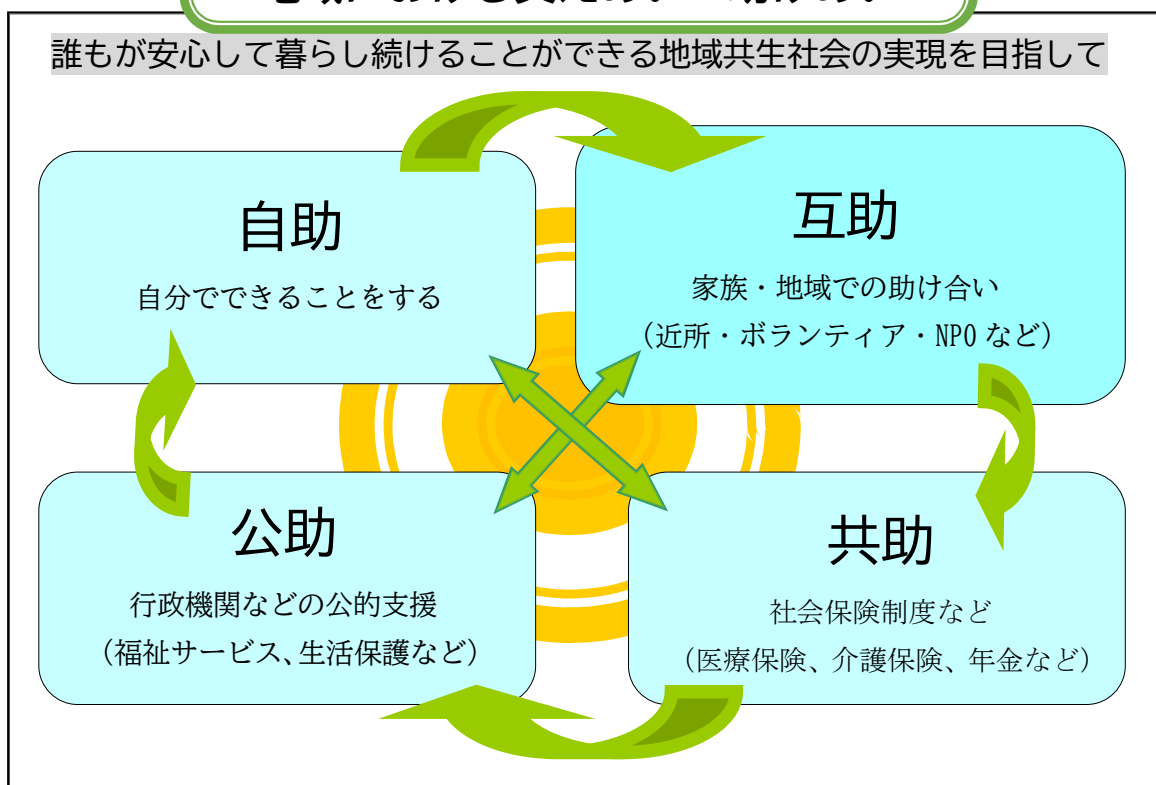 誰もが安心して暮らし続けることができる地域共生社会の実現を目指して
自助
自分でできることをする
互助
家族・地域での助け合い
（近所・ボランティア・NPO など）
公助
行政機関などの公的支援
（福祉サービス、生活保護など）
共助
社会保険制度など
（医療保険、介護保険、年金など）